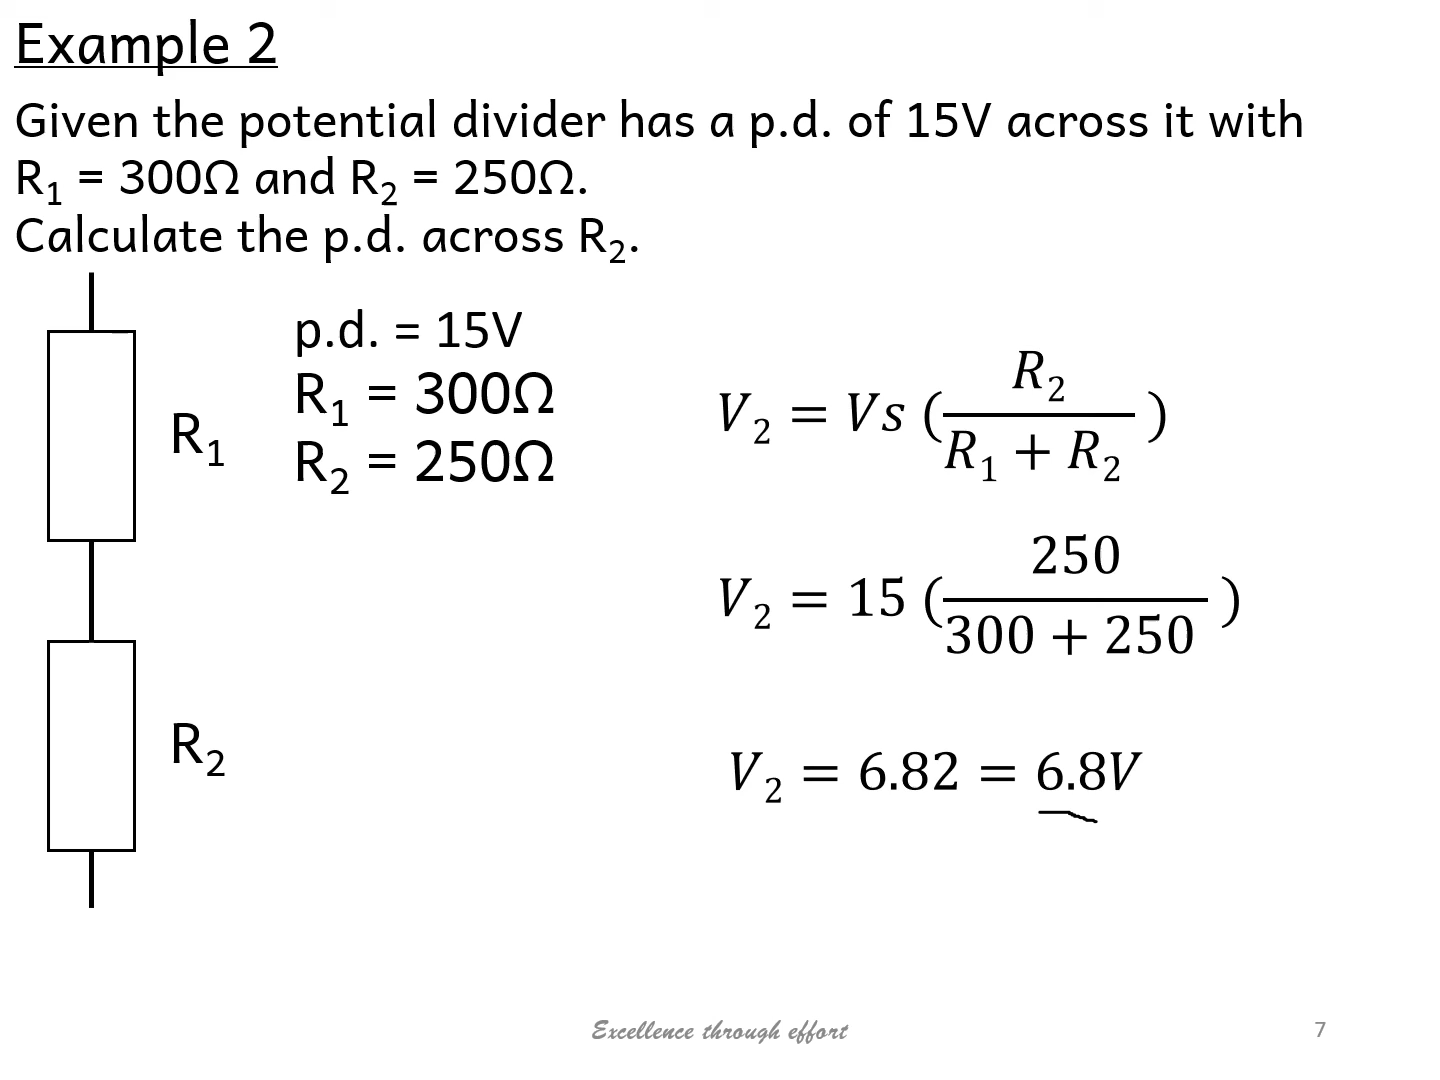 Example 2
Given the potential divider has a p.d. of 15V across it with
R₁ = 300Ω and R₂ = 250Ω.
Calculate the p.d. across R₂.
p.d. = 15V
R₁ = 300Ω
R₂ = 250Ω
R₁
R₂
V₂ = Vs (R₂ / (R₁ + R₂))
V₂ = 15 (250 / (300 + 250))
V₂ = 6.82 = 6.8V
Excellence through effort
7